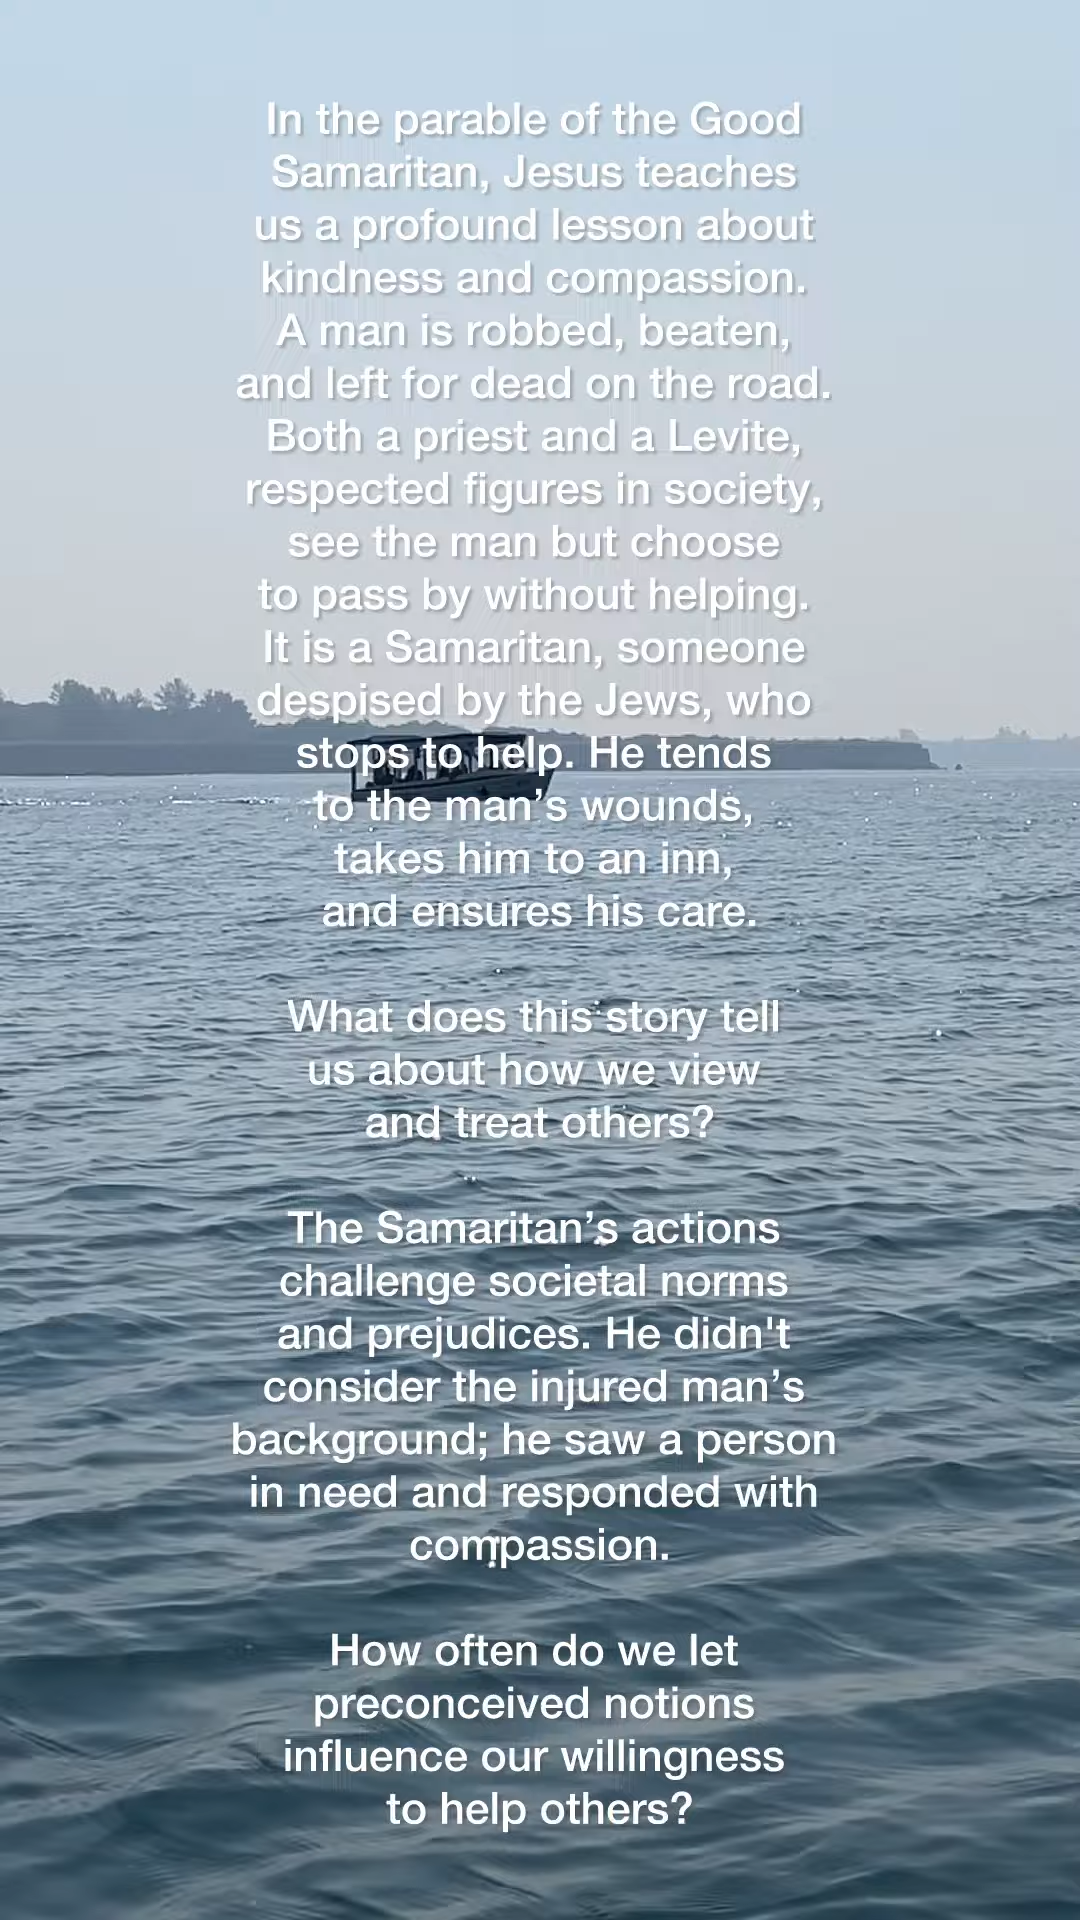 In the parable of the Good
Samaritan, Jesus teaches
us a profound lesson about
kindness and compassion.
A man is robbed, beaten,
and left for dead on the road.
Both a priest and a Levite,
respected figures in society,
see the man but choose
to pass by without helping.
It is a Samaritan, someone
despised by the Jews, who
stops to help. He tends
to the man’s wounds,
takes him to an inn,
and ensures his care.
What does this story tell
us about how we view
and treat others?
The Samaritan’s actions
challenge societal norms
and prejudices. He didn't
consider the injured man’s
background; he saw a person
in need and responded with
compassion.
How often do we let
preconceived notions
influence our willingness
to help others?